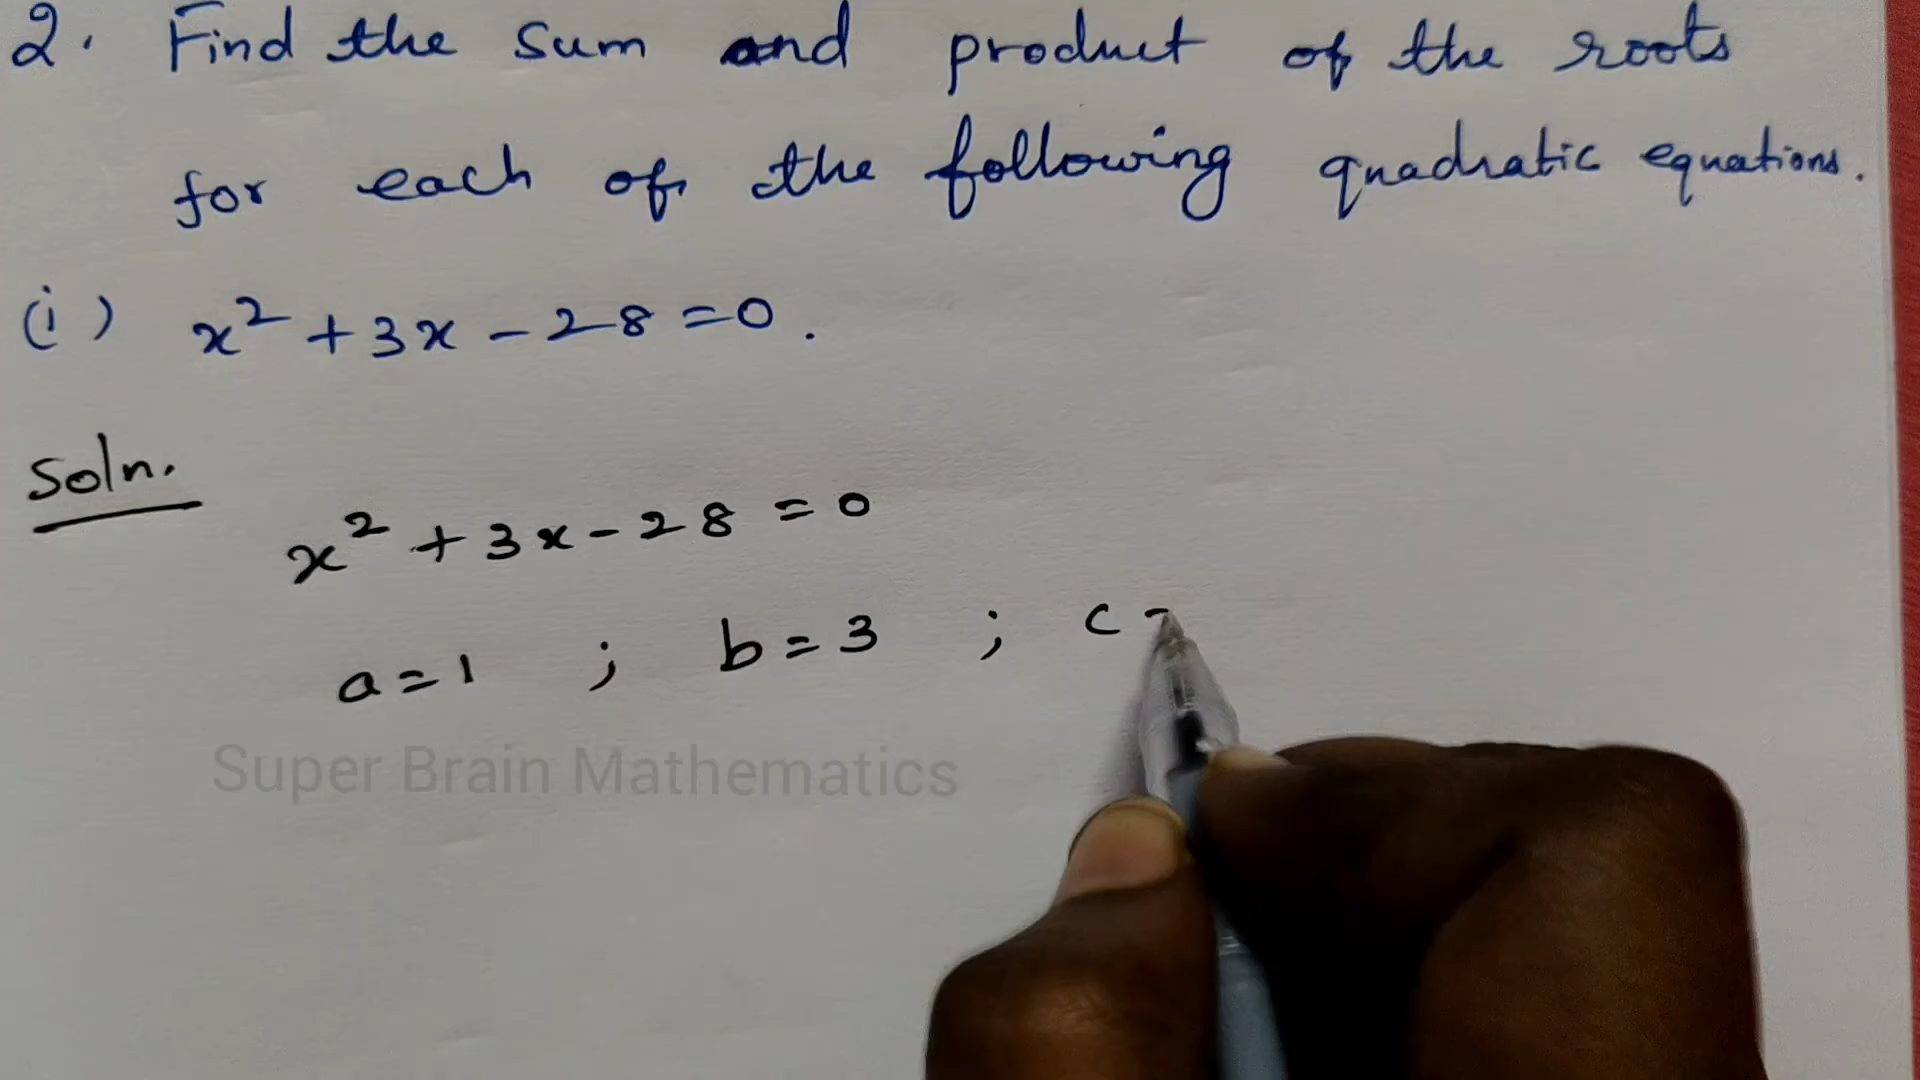 2. Find the sum and product of the roots
for each of the following quadratic equations.
(i) x² + 3x - 28 = 0.
Soln.
x² + 3x - 28 = 0
a = 1 ; b = 3 ; c =
Super Brain Mathematics